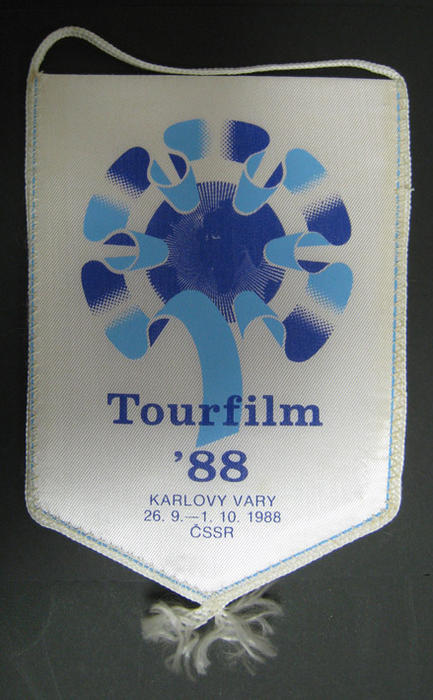 Tourfilm
’88
KARLOVY VARY
26. 9.—1. 10. 1988
ČSSR